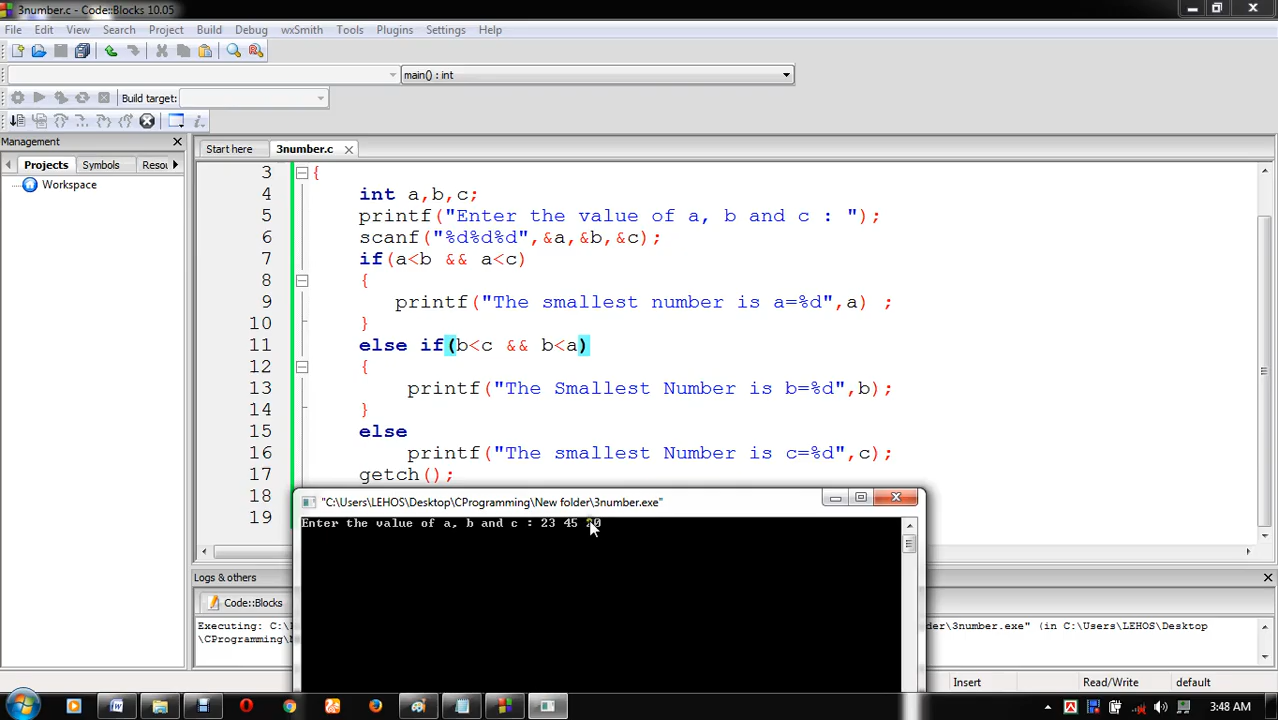 3number.c - Code::Blocks 10.05
File Edit View Search Project Build Debug wxSmith Tools Plugins Settings Help
main() : int
Build target:
Management
Projects Symbols Resou
Workspace
Start here 3number.c
3 {
4 int a,b,c;
5 printf("Enter the value of a, b and c : ");
6 scanf("%d%d%d",&a,&b,&c);
7 if(a<b && a<c)
8 {
9 printf("The smallest number is a=%d",a) ;
10 }
11 else if(b<c && b<a)
12 {
13 printf("The Smallest Number is b=%d",b);
14 }
15 else
16 printf("The smallest Number is c=%d",c);
17 getch();
18
19
"C:\Users\LEHOS\Desktop\CProgramming\New folder\3number.exe"
Enter the value of a, b and c : 23 45
Logs & others
Code::Blocks
Executing: C:\
der\3number.exe" (in C:\Users\LEHOS\Desktop
\CProgramming\
Insert Read/Write default
3:48 AM